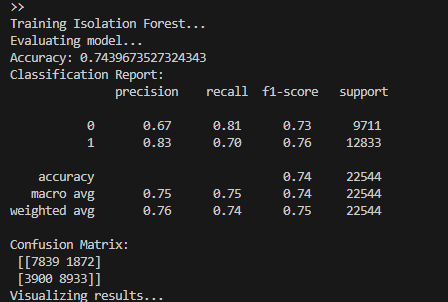 >>
Training Isolation Forest...
Evaluating model...
Accuracy: 0.7439673527324343
Classification Report:
precision recall f1-score support
0 0.67 0.81 0.73 9711
1 0.83 0.70 0.76 12833
accuracy 0.74 22544
macro avg 0.75 0.75 0.74 22544
weighted avg 0.76 0.74 0.75 22544
Confusion Matrix:
[[7839 1872]
[3900 8933]]
Visualizing results...